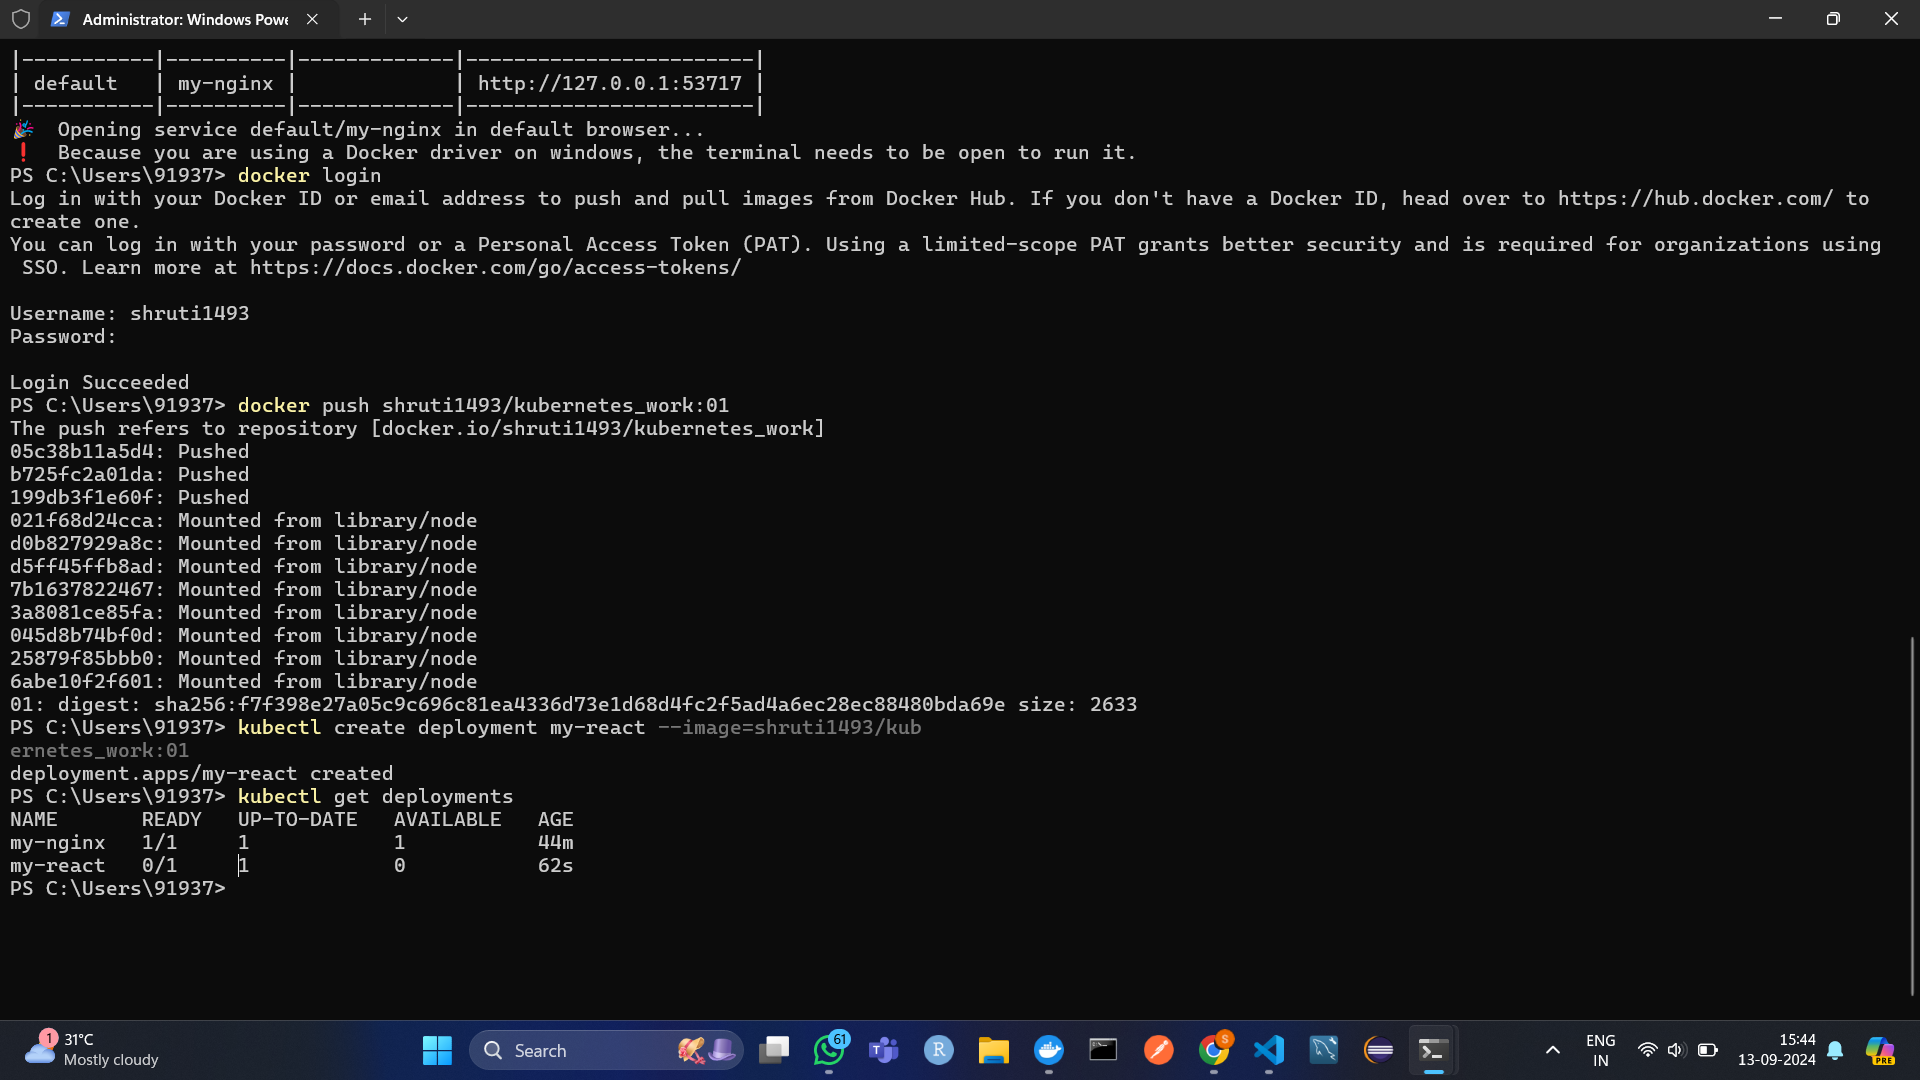 Administrator: Windows Powe
|-----------|----------|-------------|------------------------|
| default   | my-nginx |             | http://127.0.0.1:53717 |
|-----------|----------|-------------|------------------------|
🎉  Opening service default/my-nginx in default browser...
❗  Because you are using a Docker driver on windows, the terminal needs to be open to run it.
PS C:\Users\91937> docker login
Log in with your Docker ID or email address to push and pull images from Docker Hub. If you don't have a Docker ID, head over to https://hub.docker.com/ to
create one.
You can log in with your password or a Personal Access Token (PAT). Using a limited-scope PAT grants better security and is required for organizations using
 SSO. Learn more at https://docs.docker.com/go/access-tokens/
Username: shruti1493
Password:
Login Succeeded
PS C:\Users\91937> docker push shruti1493/kubernetes_work:01
The push refers to repository [docker.io/shruti1493/kubernetes_work]
05c38b11a5d4: Pushed
b725fc2a01da: Pushed
199db3f1e60f: Pushed
021f68d24cca: Mounted from library/node
d0b827929a8c: Mounted from library/node
d5ff45ffb8ad: Mounted from library/node
7b1637822467: Mounted from library/node
3a8081ce85fa: Mounted from library/node
045d8b74bf0d: Mounted from library/node
25879f85bbb0: Mounted from library/node
6abe10f2f601: Mounted from library/node
01: digest: sha256:f7f398e27a05c9c696c81ea4336d73e1d68d4fc2f5ad4a6ec28ec88480bda69e size: 2633
PS C:\Users\91937> kubectl create deployment my-react --image=shruti1493/kub
ernetes_work:01
deployment.apps/my-react created
PS C:\Users\91937> kubectl get deployments
NAME       READY   UP-TO-DATE   AVAILABLE   AGE
my-nginx   1/1     1            1           44m
my-react   0/1     1            0           62s
PS C:\Users\91937>
1
31°C
Mostly cloudy
Search
61
R
S
ENG
IN
15:44
13-09-2024
PRE